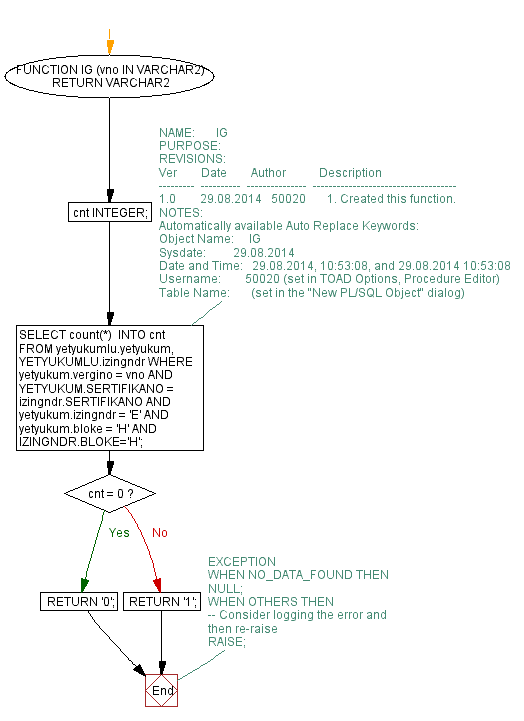 FUNCTION IG (vno IN VARCHAR2)
RETURN VARCHAR2
NAME: IG
PURPOSE:
REVISIONS:
Ver Date Author Description
--------- ---------- --------------- ------------------------------------
1.0 29.08.2014 50020 1. Created this function.
NOTES:
Automatically available Auto Replace Keywords:
Object Name: IG
Sysdate: 29.08.2014
Date and Time: 29.08.2014, 10:53:08, and 29.08.2014 10:53:08
Username: 50020 (set in TOAD Options, Procedure Editor)
Table Name: (set in the "New PL/SQL Object" dialog)
cnt INTEGER;
SELECT count(*) INTO cnt
FROM yetyukumlu.yetyukum,
YETYUKUMLU.izingndr WHERE
yetyukum.vergino = vno AND
YETYUKUM.SERTIFIKANO =
izingndr.SERTIFIKANO AND
yetyukum.izingndr = 'E' AND
yetyukum.bloke = 'H' AND
IZINGNDR.BLOKE='H';
cnt = 0 ?
Yes
No
RETURN '0';
RETURN '1';
EXCEPTION
WHEN NO_DATA_FOUND THEN
NULL;
WHEN OTHERS THEN
-- Consider logging the error and
then re-raise
RAISE;
End